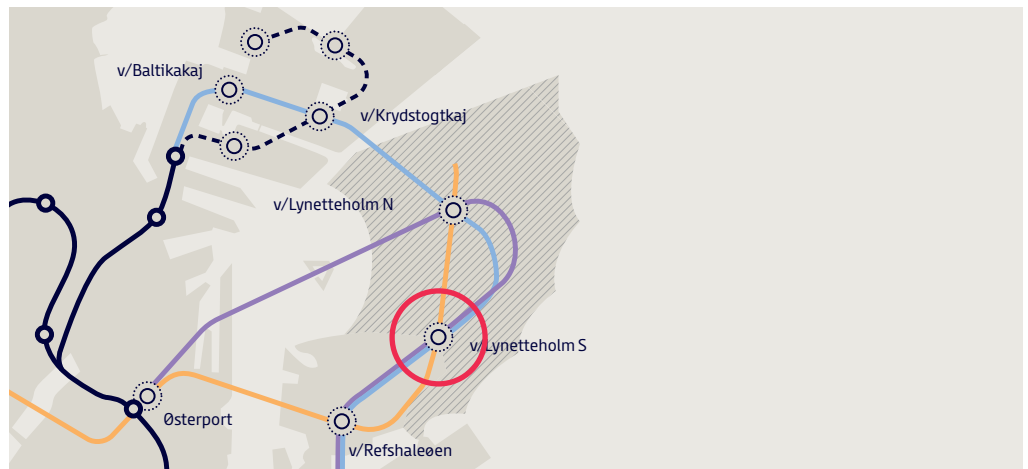 v/Baltikakaj
v/Krydstogtkaj
v/Lynetteholm N
v/Lynetteholm S
Østerport
v/Refshaleøen